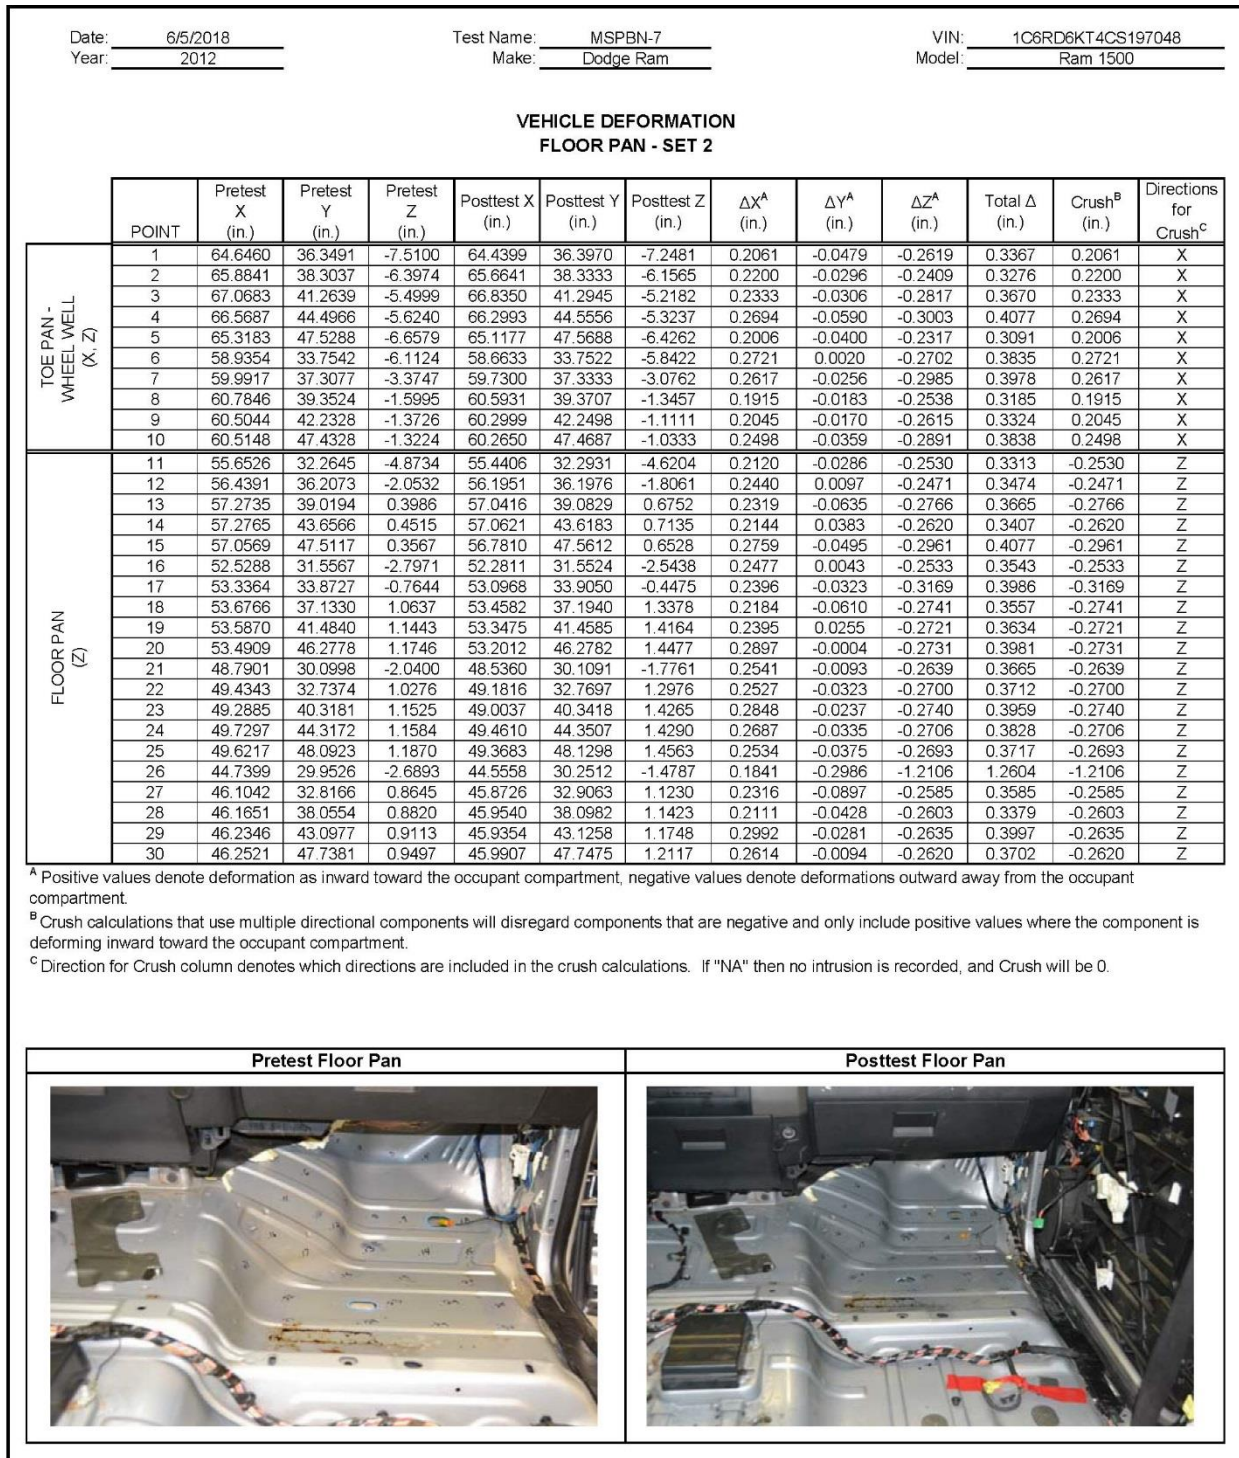 Date: 6/5/2018 Test Name: MSPBN-7 VIN: 1C6RD6KT4CS197048
Year: 2012 Make: Dodge Ram Model: Ram 1500
VEHICLE DEFORMATION
FLOOR PAN - SET 2
POINT Pretest X (in.) Pretest Y (in.) Pretest Z (in.) Posttest X (in.) Posttest Y (in.) Posttest Z (in.) ΔXᴬ (in.) ΔYᴬ (in.) ΔZᴬ (in.) Total Δ (in.) Crushᴮ (in.) Directions for Crushᶜ
TOE PAN - WHEEL WELL (X, Z)
1 64.6460 36.3491 -7.5100 64.4399 36.3970 -7.2481 0.2061 -0.0479 -0.2619 0.3367 0.2061 X
2 65.8841 38.3037 -6.3974 65.6641 38.3333 -6.1565 0.2200 -0.0296 -0.2409 0.3276 0.2200 X
3 67.0683 41.2639 -5.4999 66.8350 41.2945 -5.2182 0.2333 -0.0306 -0.2817 0.3670 0.2333 X
4 66.5687 44.4966 -5.6240 66.2993 44.5556 -5.3237 0.2694 -0.0590 -0.3003 0.4077 0.2694 X
5 65.3183 47.5288 -6.6579 65.1177 47.5688 -6.4262 0.2006 -0.0400 -0.2317 0.3091 0.2006 X
6 58.9354 33.7542 -6.1124 58.6633 33.7522 -5.8422 0.2721 0.0020 -0.2702 0.3835 0.2721 X
7 59.9917 37.3077 -3.3747 59.7300 37.3333 -3.0762 0.2617 -0.0256 -0.2985 0.3978 0.2617 X
8 60.7846 39.3524 -1.5995 60.5931 39.3707 -1.3457 0.1915 -0.0183 -0.2538 0.3185 0.1915 X
9 60.5044 42.2328 -1.3726 60.2999 42.2498 -1.1111 0.2045 -0.0170 -0.2615 0.3324 0.2045 X
10 60.5148 47.4328 -1.3224 60.2650 47.4687 -1.0333 0.2498 -0.0359 -0.2891 0.3838 0.2498 X
FLOOR PAN (Z)
11 55.6526 32.2645 -4.8734 55.4406 32.2931 -4.6204 0.2120 -0.0286 -0.2530 0.3313 -0.2530 Z
12 56.4391 36.2073 -2.0532 56.1951 36.1976 -1.8061 0.2440 0.0097 -0.2471 0.3474 -0.2471 Z
13 57.2735 39.0194 0.3986 57.0416 39.0829 0.6752 0.2319 -0.0635 -0.2766 0.3665 -0.2766 Z
14 57.2765 43.6566 0.4515 57.0621 43.6183 0.7135 0.2144 0.0383 -0.2620 0.3407 -0.2620 Z
15 57.0569 47.5117 0.3567 56.7810 47.5612 0.6528 0.2759 -0.0495 -0.2961 0.4077 -0.2961 Z
16 52.5288 31.5567 -2.7971 52.2811 31.5524 -2.5438 0.2477 0.0043 -0.2533 0.3543 -0.2533 Z
17 53.3364 33.8727 -0.7644 53.0968 33.9050 -0.4475 0.2396 -0.0323 -0.3169 0.3986 -0.3169 Z
18 53.6766 37.1330 1.0637 53.4582 37.1940 1.3378 0.2184 -0.0610 -0.2741 0.3557 -0.2741 Z
19 53.5870 41.4840 1.1443 53.3475 41.4585 1.4164 0.2395 0.0255 -0.2721 0.3634 -0.2721 Z
20 53.4909 46.2778 1.1746 53.2012 46.2782 1.4477 0.2897 -0.0004 -0.2731 0.3981 -0.2731 Z
21 48.7901 30.0998 -2.0400 48.5360 30.1091 -1.7761 0.2541 -0.0093 -0.2639 0.3665 -0.2639 Z
22 49.4343 32.7374 1.0276 49.1816 32.7697 1.2976 0.2527 -0.0323 -0.2700 0.3712 -0.2700 Z
23 49.2885 40.3181 1.1525 49.0037 40.3418 1.4265 0.2848 -0.0237 -0.2740 0.3959 -0.2740 Z
24 49.7297 44.3172 1.1584 49.4610 44.3507 1.4290 0.2687 -0.0335 -0.2706 0.3828 -0.2706 Z
25 49.6217 48.0923 1.1870 49.3683 48.1298 1.4563 0.2534 -0.0375 -0.2693 0.3717 -0.2693 Z
26 44.7399 29.9526 -2.6893 44.5558 30.2512 -1.4787 0.1841 -0.2986 -1.2106 1.2604 -1.2106 Z
27 46.1042 32.8166 0.8645 45.8726 32.9063 1.1230 0.2316 -0.0897 -0.2585 0.3585 -0.2585 Z
28 46.1651 38.0554 0.8820 45.9540 38.0982 1.1423 0.2111 -0.0428 -0.2603 0.3379 -0.2603 Z
29 46.2346 43.0977 0.9113 45.9354 43.1258 1.1748 0.2992 -0.0281 -0.2635 0.3997 -0.2635 Z
30 46.2521 47.7381 0.9497 45.9907 47.7475 1.2117 0.2614 -0.0094 -0.2620 0.3702 -0.2620 Z
ᴬ Positive values denote deformation as inward toward the occupant compartment, negative values denote deformations outward away from the occupant
compartment.
ᴮ Crush calculations that use multiple directional components will disregard components that are negative and only include positive values where the component is
deforming inward toward the occupant compartment.
ᶜ Direction for Crush column denotes which directions are included in the crush calculations. If "NA" then no intrusion is recorded, and Crush will be 0.
Pretest Floor Pan Posttest Floor Pan